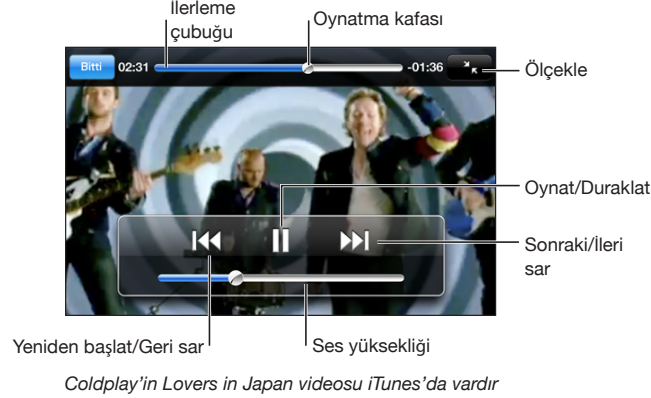 İlerleme
çubuğu
Oynatma kafası
Bitti
02:31
-01:36
Ölçekle
Oynat/Duraklat
Sonraki/İleri
sar
Yeniden başlat/Geri sar
Ses yüksekliği
Coldplay'in Lovers in Japan videosu iTunes'da vardır